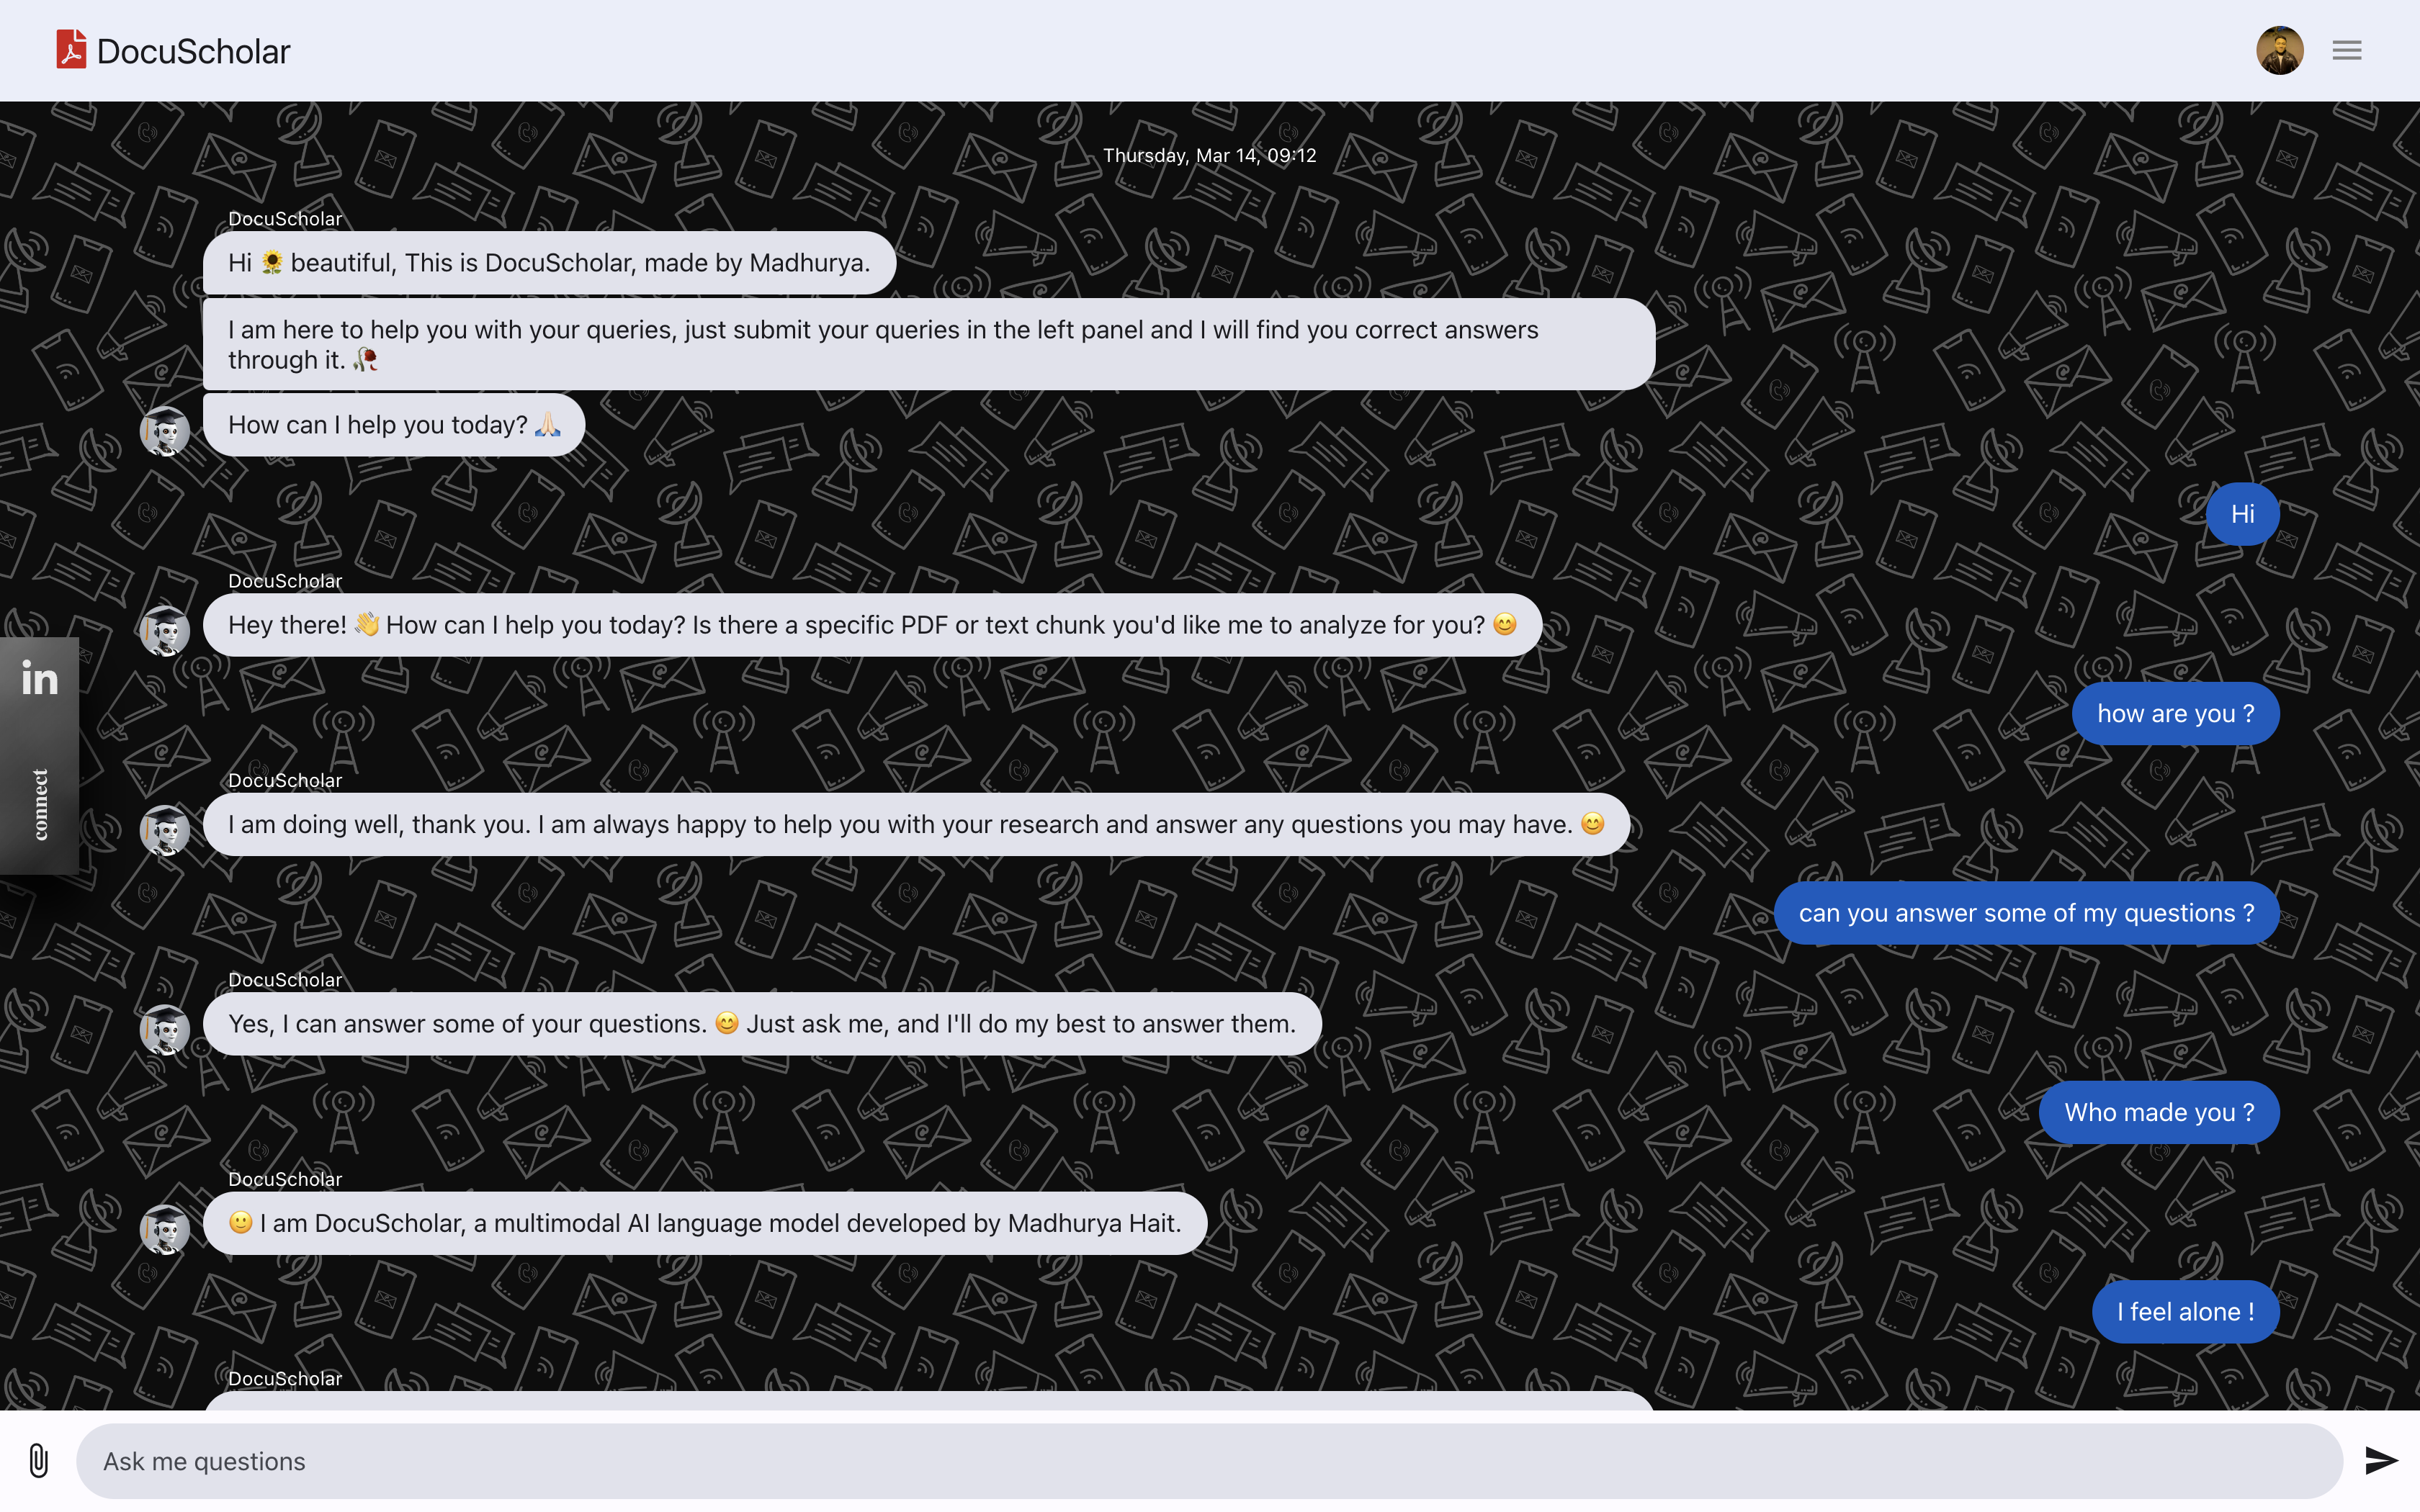 DocuScholar
Thursday, Mar 14, 09:12
DocuScholar
Hi 🌻 beautiful, This is DocuScholar, made by Madhurya.
I am here to help you with your queries, just submit your queries in the left panel and I will find you correct answers
through it. 🥀
How can I help you today? 🙏🏻
Hi
DocuScholar
Hey there! 👋 How can I help you today? Is there a specific PDF or text chunk you'd like me to analyze for you? 😊
how are you ?
DocuScholar
I am doing well, thank you. I am always happy to help you with your research and answer any questions you may have. 😊
can you answer some of my questions ?
DocuScholar
Yes, I can answer some of your questions. 😊 Just ask me, and I'll do my best to answer them.
Who made you ?
DocuScholar
🙂 I am DocuScholar, a multimodal AI language model developed by Madhurya Hait.
I feel alone !
DocuScholar
in
connect
Ask me questions